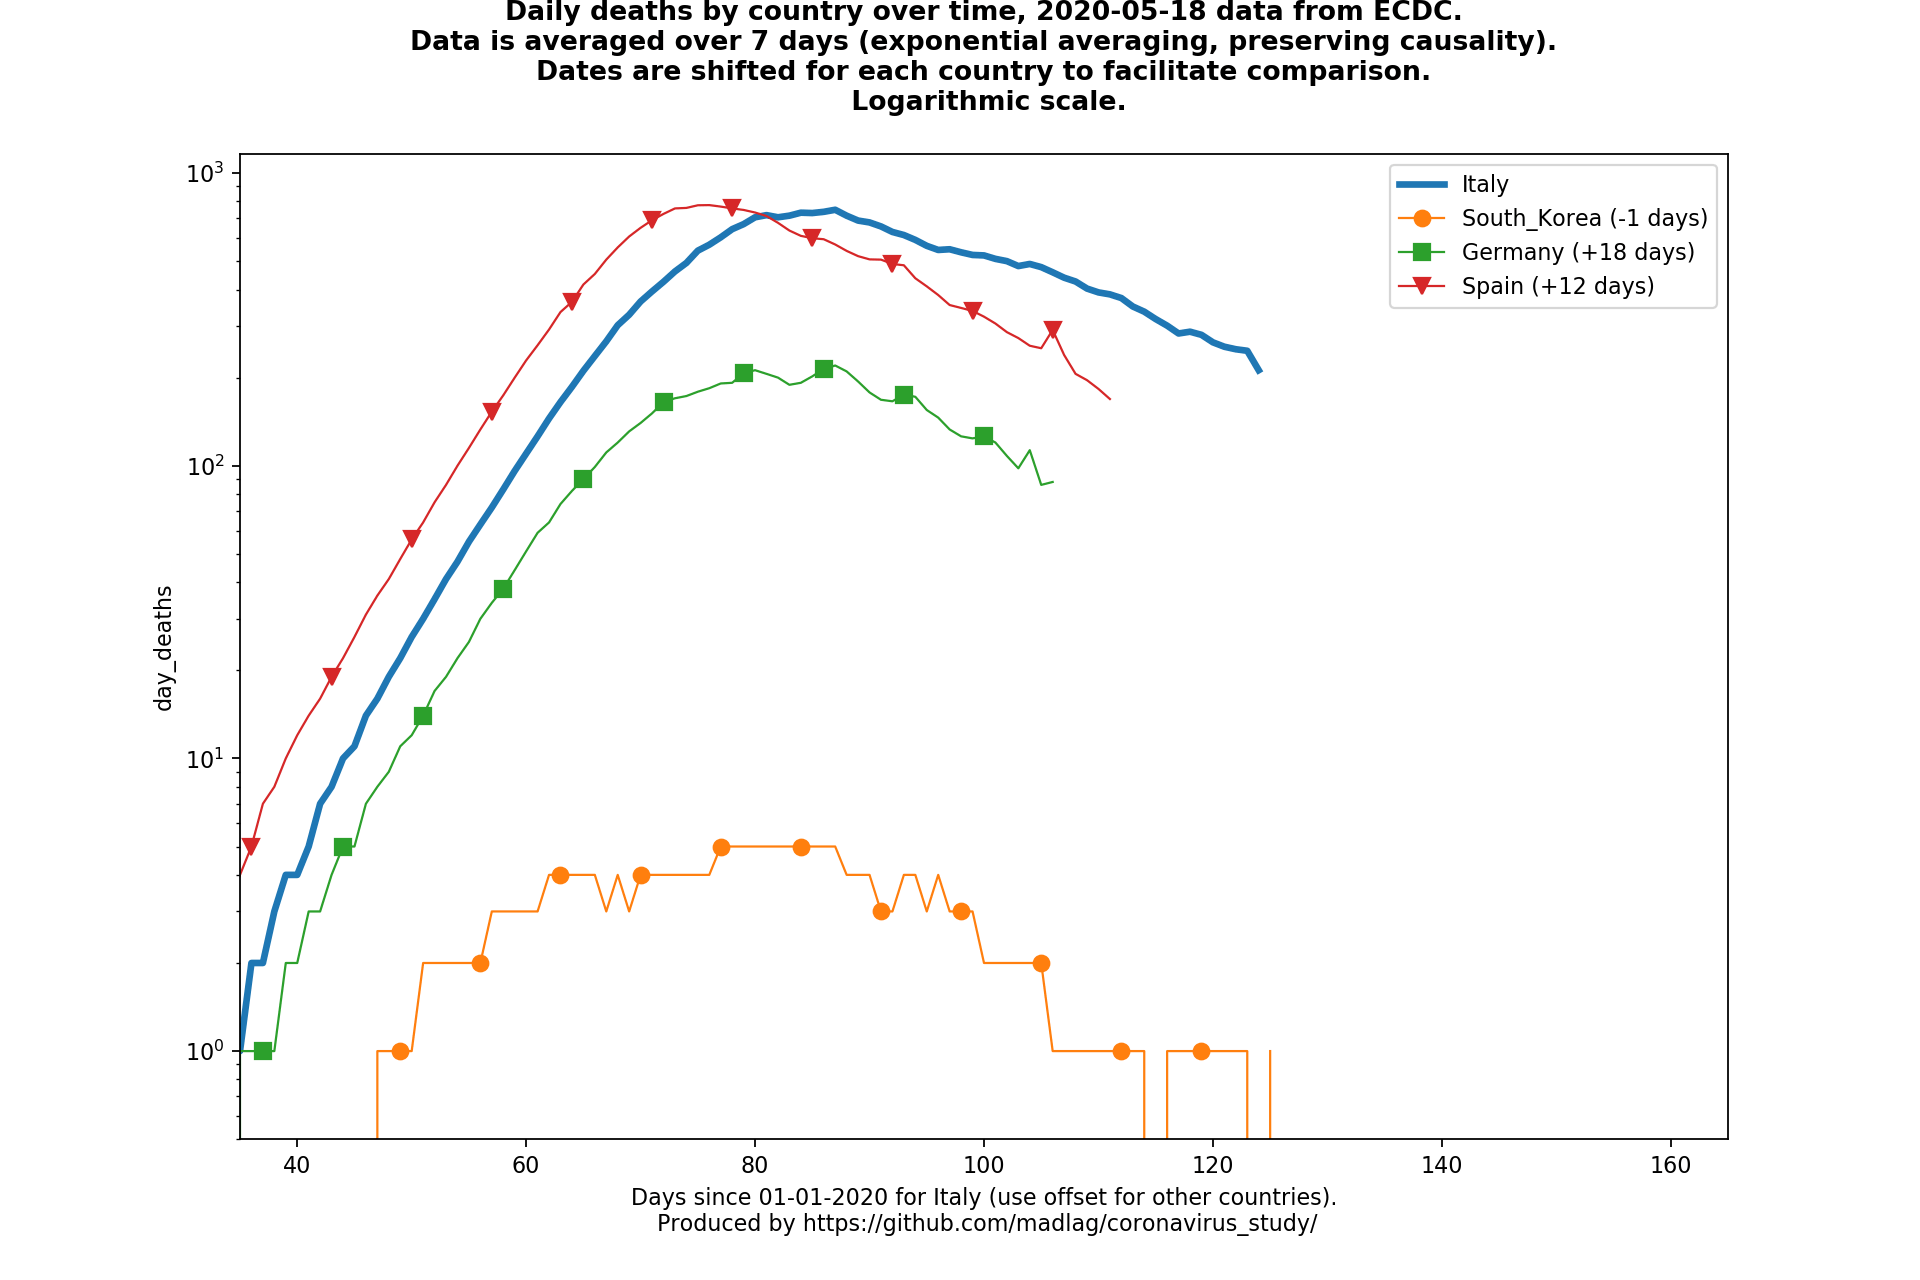 Daily deaths by country over time, 2020-05-18 data from ECDC.
Data is averaged over 7 days (exponential averaging, preserving causality).
Dates are shifted for each country to facilitate comparison.
Logarithmic scale.
10³
10²
10¹
10⁰
day_deaths
Italy
South_Korea (-1 days)
Germany (+18 days)
Spain (+12 days)
40 60 80 100 120 140 160
Days since 01-01-2020 for Italy (use offset for other countries).
Produced by https://github.com/madlag/coronavirus_study/